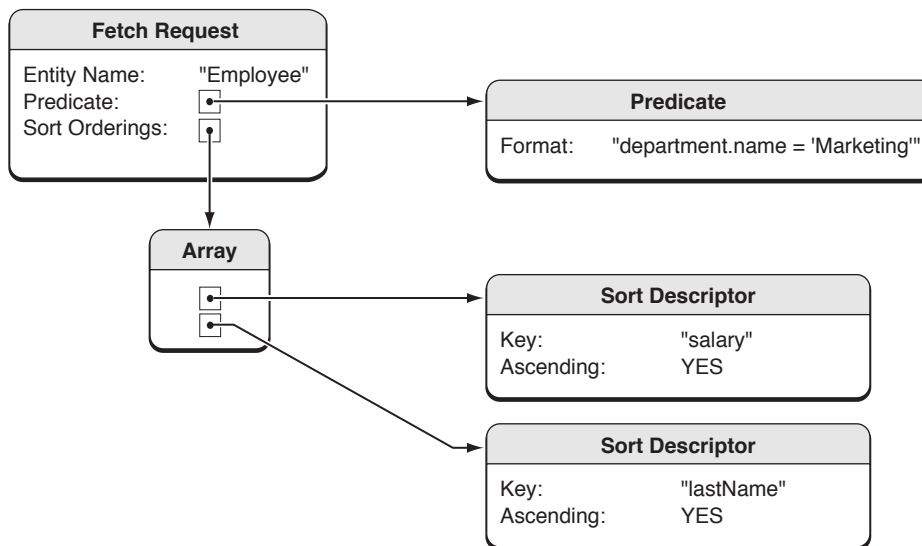 Fetch Request
Entity Name: "Employee"
Predicate:
Sort Orderings:
Predicate
Format: "department.name = 'Marketing'"
Array
Sort Descriptor
Key: "salary"
Ascending: YES
Sort Descriptor
Key: "lastName"
Ascending: YES